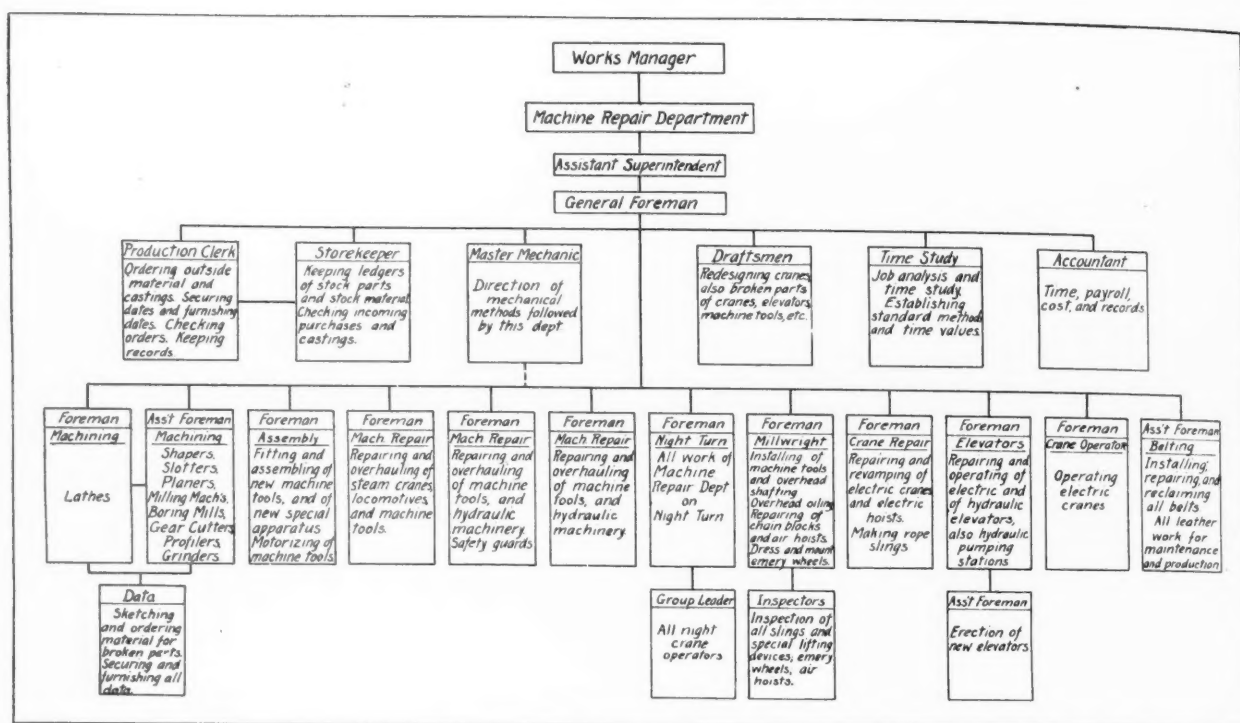 Works Manager
Machine Repair Department
Assistant Superintendent
General Foreman
Production Clerk
Ordering outside
material and
castings. Securing
dates and furnishing
dates. Checking
orders. Keeping
records
Storekeeper
Keeping ledgers
of stock parts
and stock material
Checking incoming
purchases and
castings.
Master Mechanic
Direction of
mechanical
methods followed
by this dept
Draftsmen
Redesigning cranes,
also broken parts
of cranes, elevators,
machine tools, etc.
Time Study
Job analysis and
time study.
Establishing
standard methods
and time values.
Accountant
Time, payroll,
cost, and records
Foreman
Machining
Lathes
Ass't Foreman
Machining
Shapers,
Slotters,
Planers,
Milling Mach's,
Boring Mills,
Gear Cutters,
Profilers,
Grinders
Foreman
Assembly
Fitting and
assembling of
new machine
tools, and of
new special
apparatus
Motorizing of
machine tools.
Foreman
Mach. Repair
Repairing and
overhauling of
steam cranes,
locomotives,
and machine
tools.
Foreman
Mach Repair
Repairing and
overhauling
of machine
tools, and
hydraulic
machinery.
Safety guards
Foreman
Mach Repair
Repairing and
overhauling
of machine
tools, and
hydraulic
machinery
Foreman
Night Turn
All work of
Machine
Repair Dept
on
Night Turn
Foreman
Millwright
Installing of
machine tools
and overhead
shafting
Overhead oiling
Repairing of
chain blocks
and air hoists.
Dress and mount
emery wheels.
Foreman
Crane Repair
Repairing and
revamping of
electric cranes
and electric
hoists.
Making rope
slings
Foreman
Elevators
Repairing and
operating of
electric and
of hydraulic
elevators,
also hydraulic
pumping
stations
Foreman
Crane Operator
Operating
electric
cranes
Ass't Foreman
Belting
Installing,
repairing, and
reclaiming
all belts
All leather
work for
maintenance
and production
Data
Sketching
and ordering
material for
broken parts.
Securing and
furnishing all
data.
Group Leader
All night
crane
operators
Inspectors
Inspection of
all slings and
special lifting
devices, emery
wheels, air
hoists.
Ass't Foreman
Erection of
new elevators